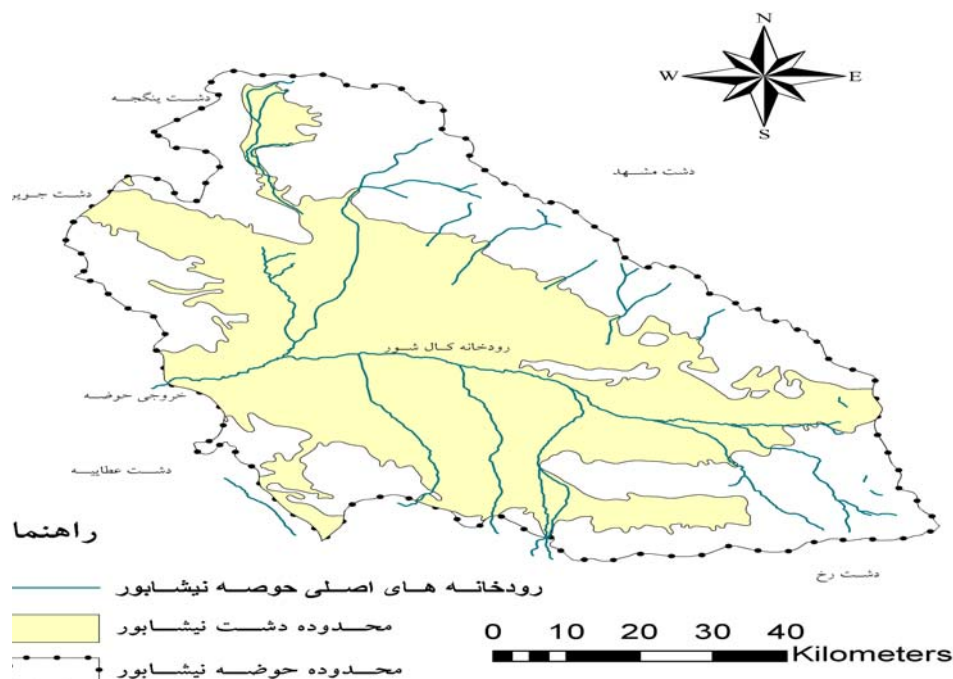 N
W E
S
دشت پنگجه
دشت مشهد
رودخانه کال شور
خروجی حوضه
دشت عطاییه
دشت رخ
راهنما
رودخانه های اصلی حوصه نیشابور
محدوده دشت نیشابور
محدوده حوضه نیشابور
0 10 20 30 40
Kilometers
دشت جوین